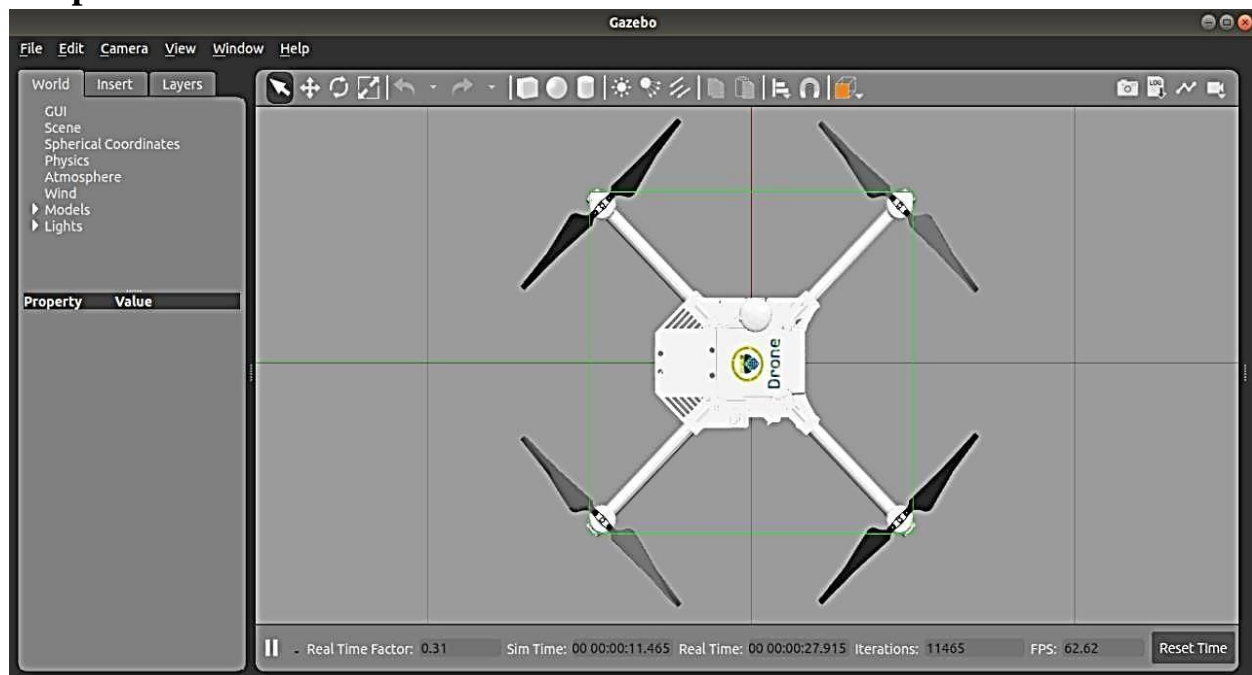 Gazebo
File Edit Camera View Window Help
World Insert Layers
GUI
Scene
Spherical Coordinates
Physics
Atmosphere
Wind
Models
Lights
Property Value
LOG
Drone
Real Time Factor: 0.31 Sim Time: 00 00:00:11.465 Real Time: 00 00:00:27.915 Iterations: 11465 FPS: 62.62 Reset Time